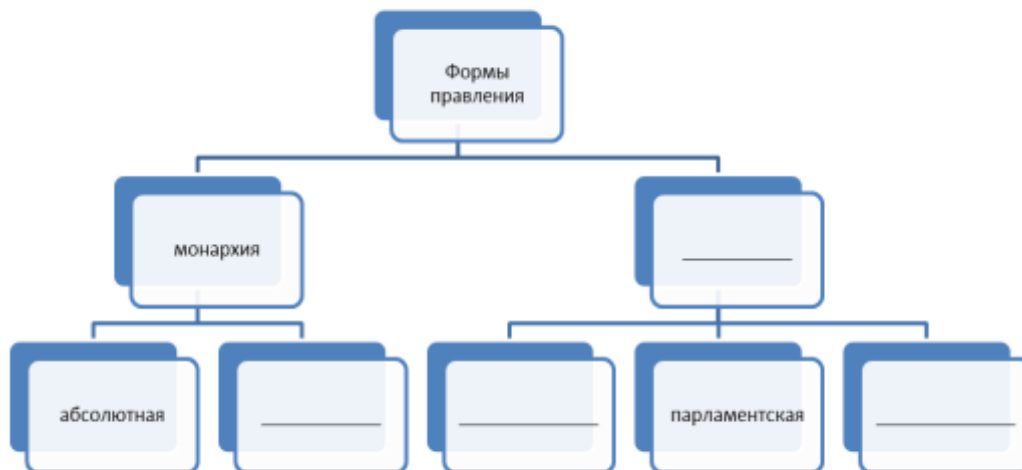 Формы
правления
монархия
абсолютная
парламентская